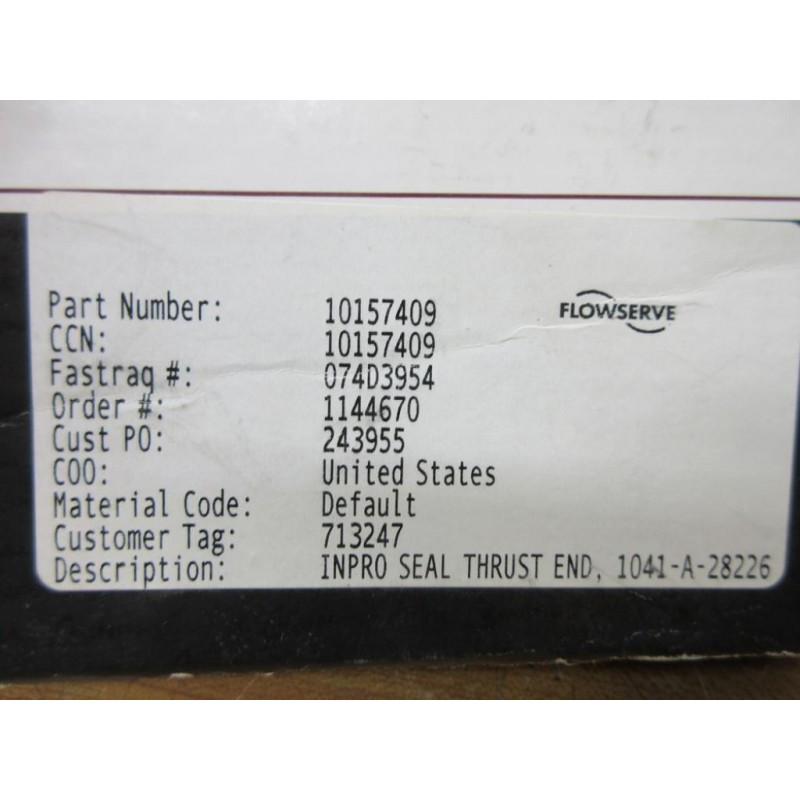 Part Number: 10157409
FLOWSERVE
CCN: 10157409
Fastraq #: 074D3954
Order #: 1144670
Cust PO: 243955
COO: United States
Material Code: Default
Customer Tag: 713247
Description: INPRO SEAL THRUST END, 1041-A-28226